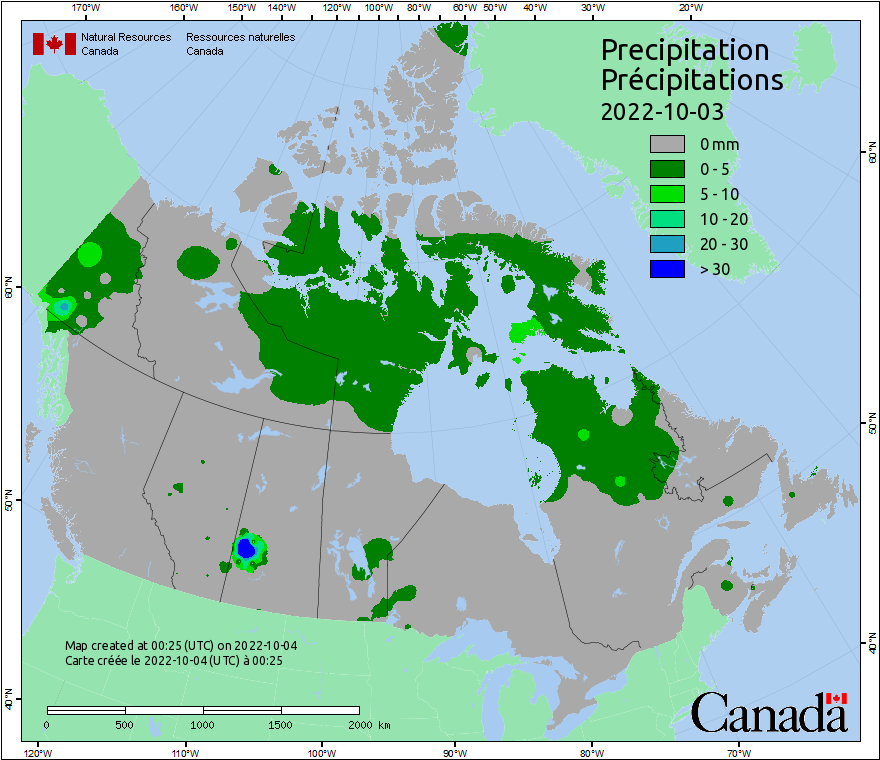 170°W 160°W 150°W 140°W 130°W 120°W 110°W 100°W 90°W 80°W 70°W 60°W 50°W 40°W 30°W 20°W
Natural Resources Canada
Ressources naturelles Canada
Precipitation
Précipitations
2022-10-03
0 mm
0 - 5
5 - 10
10 - 20
20 - 30
> 30
60°N
50°N
40°N
60°N
50°N
40°N
Map created at 00:25 (UTC) on 2022-10-04
Carte créée le 2022-10-04 (UTC) à 00:25
0 500 1000 1500 2000 km
Canada
120°W 110°W 100°W 90°W 80°W 70°W